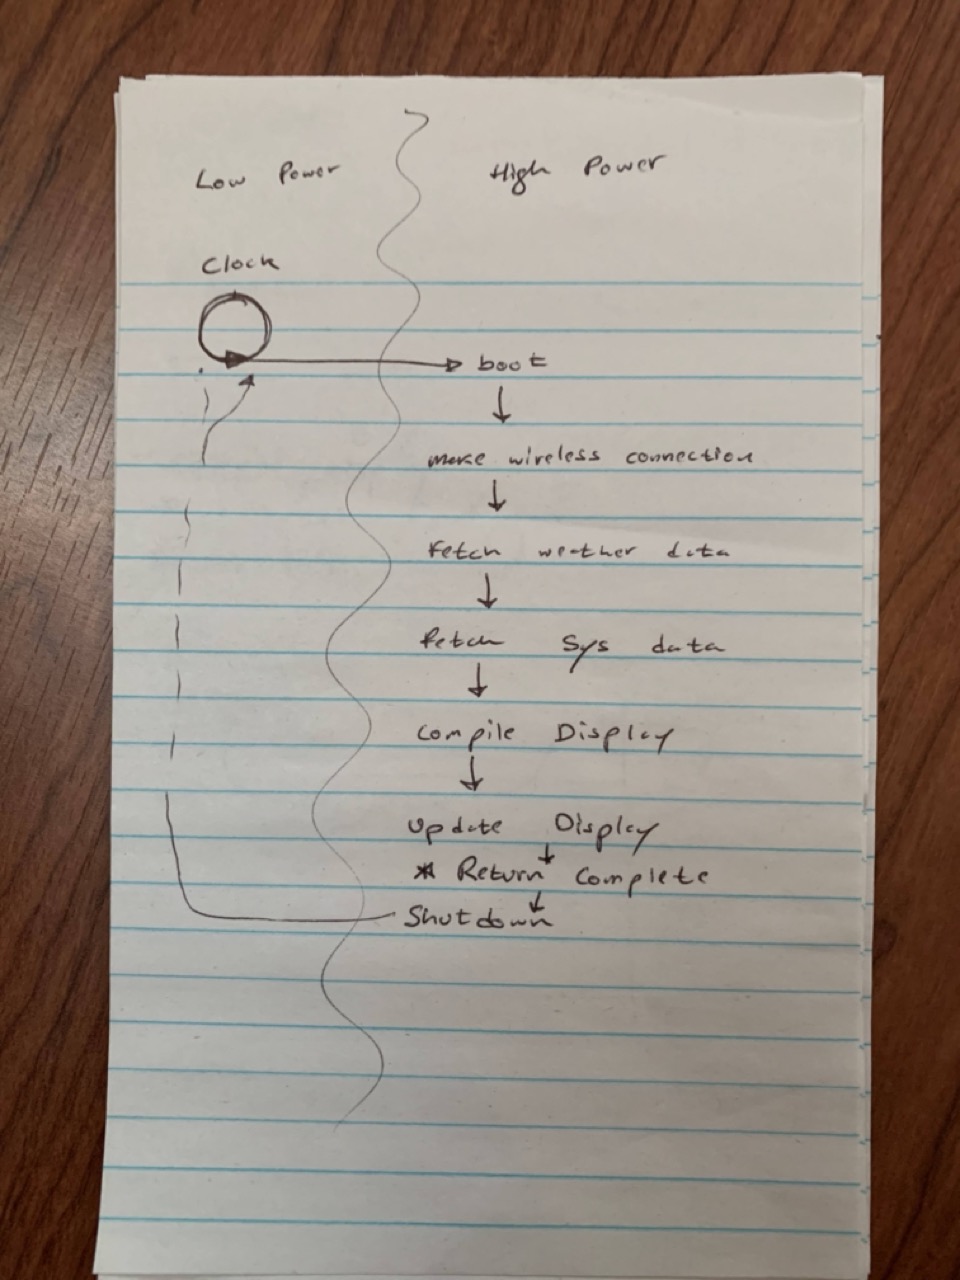 Low Power
High Power
Clock
boot
make wireless connection
Fetch weather data
Fetch Sys data
Compile Display
Update Display
* Return Complete
Shutdown